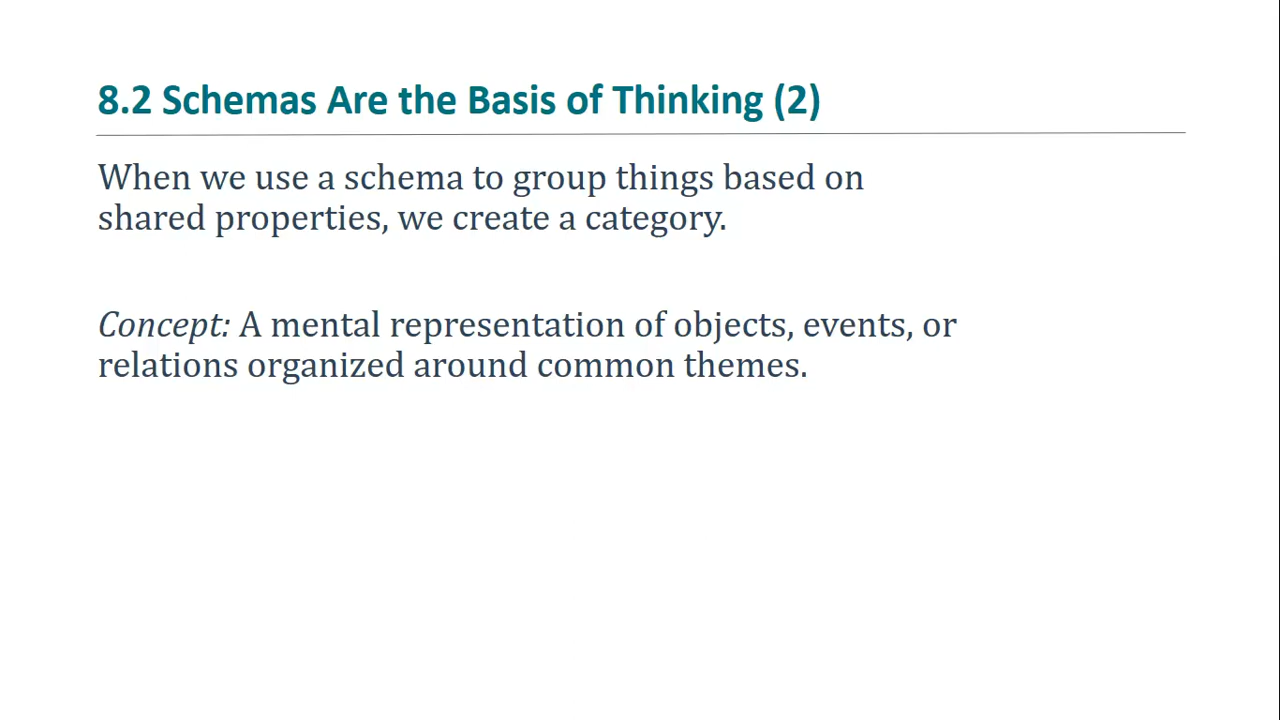 8.2 Schemas Are the Basis of Thinking (2)
When we use a schema to group things based on
shared properties, we create a category.
Concept: A mental representation of objects, events, or
relations organized around common themes.